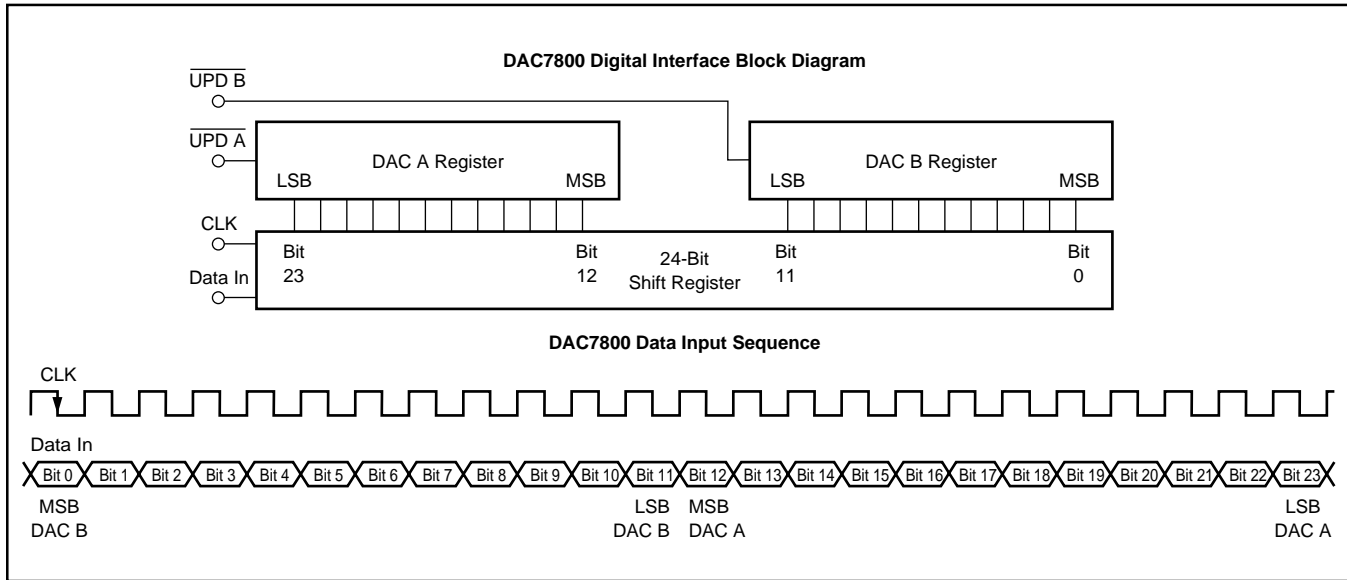 DAC7800 Digital Interface Block Diagram
UPD B
UPD A
DAC A Register
DAC B Register
LSB MSB LSB MSB
CLK
Bit Bit 24-Bit Bit Bit
Data In 23 12 Shift Register 11 0
DAC7800 Data Input Sequence
CLK
Data In
Bit 0 Bit 1 Bit 2 Bit 3 Bit 4 Bit 5 Bit 6 Bit 7 Bit 8 Bit 9 Bit 10 Bit 11 Bit 12 Bit 13 Bit 14 Bit 15 Bit 16 Bit 17 Bit 18 Bit 19 Bit 20 Bit 21 Bit 22 Bit 23
MSB LSB MSB LSB
DAC B DAC B DAC A DAC A